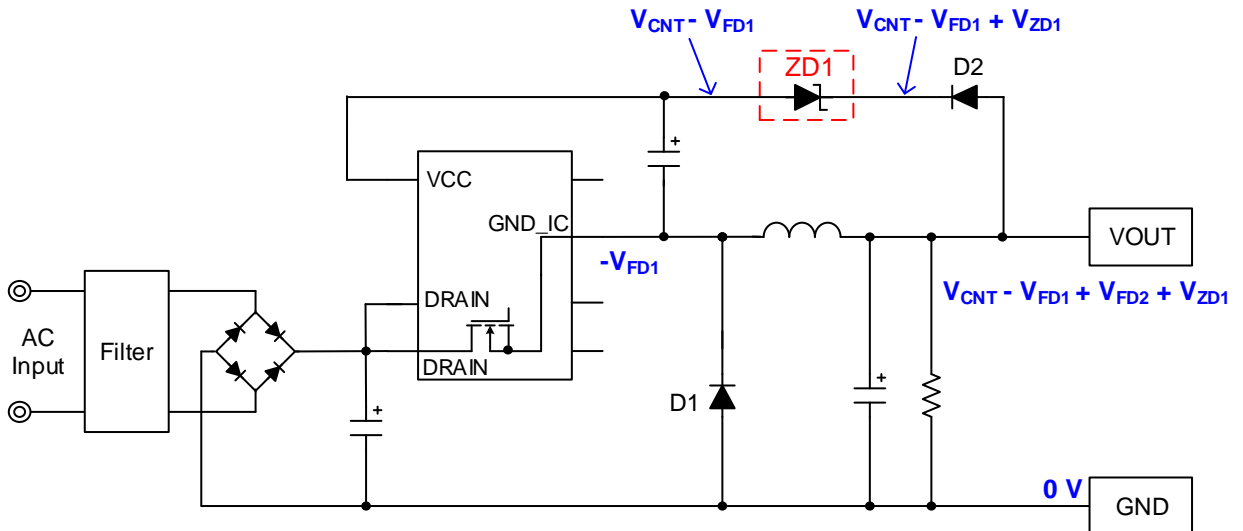 VCNT - VFD1
VCNT - VFD1 + VZD1
ZD1
D2
+
VCC
GND_IC
-VFD1
VOUT
VCNT - VFD1 + VFD2 + VZD1
DRAIN
AC
Input
Filter
DRAIN
+
D1
+
0 V
GND